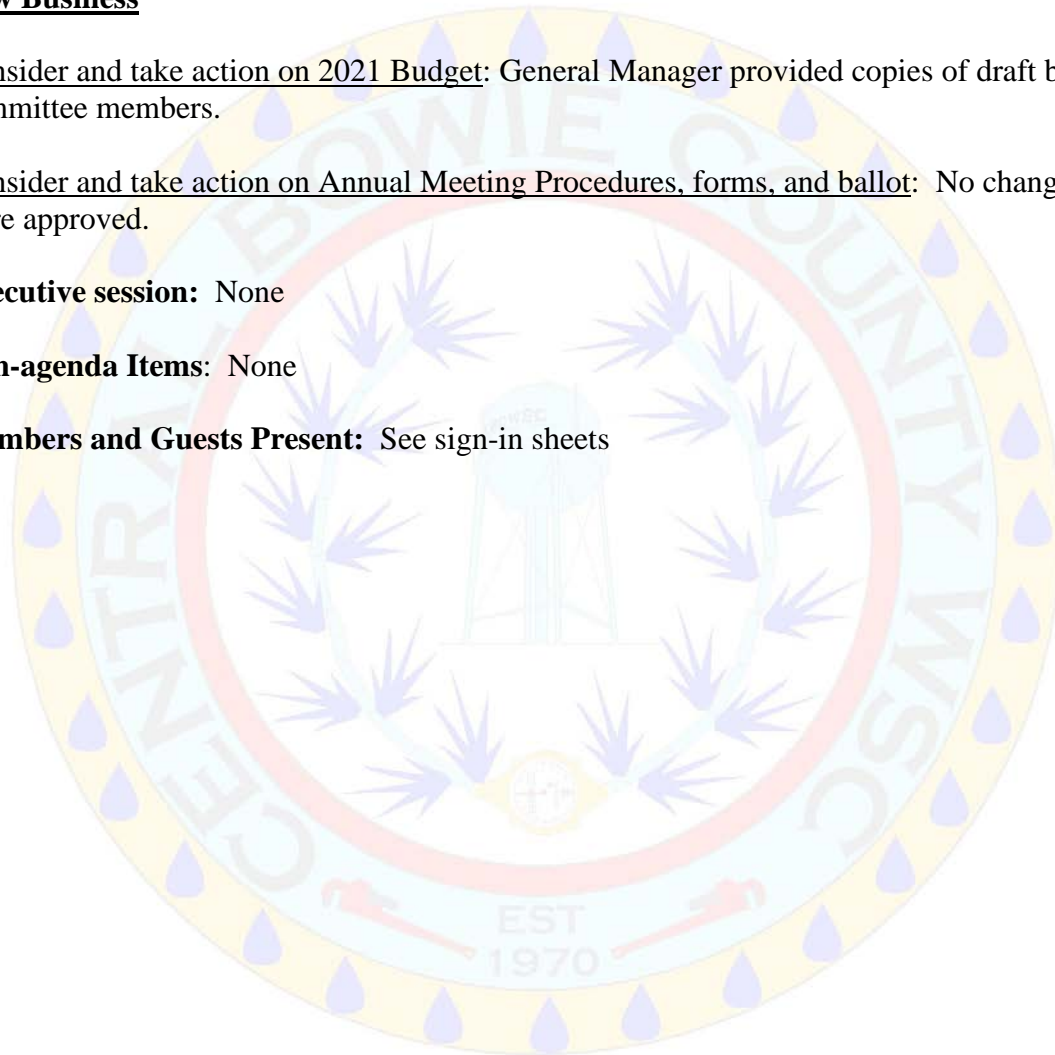 w Business
nsider and take action on 2021 Budget: General Manager provided copies of draft b
mmittee members.
nsider and take action on Annual Meeting Procedures, forms, and ballot:  No chang
re approved.
ecutive session:  None
n-agenda Items:  None
mbers and Guests Present:  See sign-in sheets
CENTRAL BOWIE COUNTY WSC
EST
1970